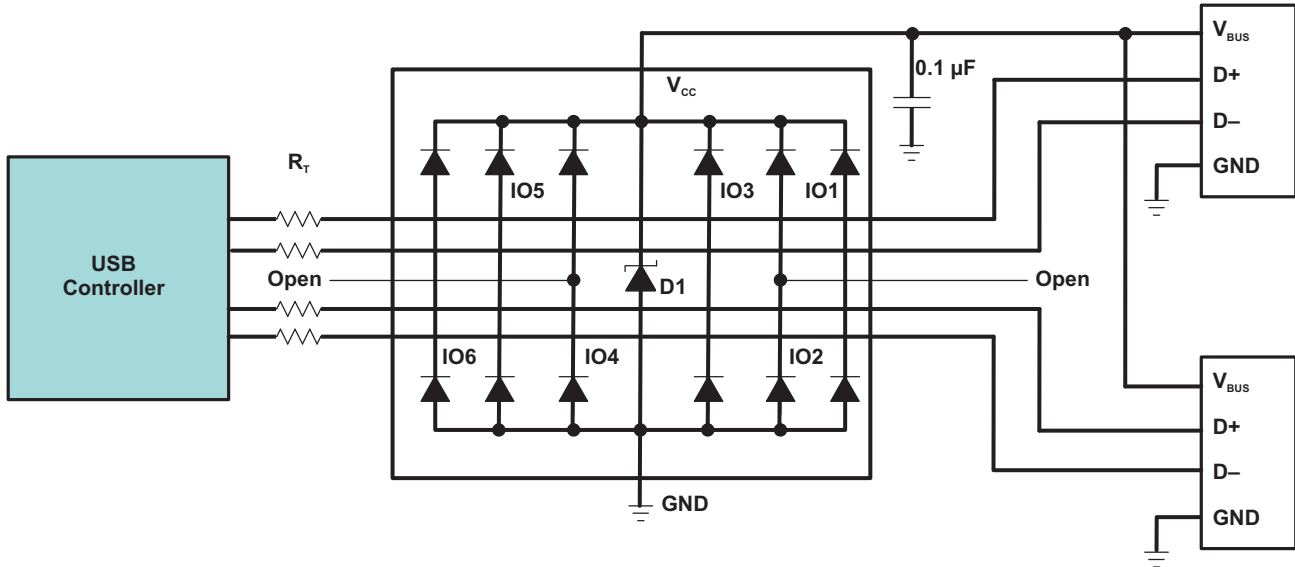 V_BUS
0.1 µF
D+
V_CC
D–
R_T
GND
IO5
IO3
IO1
USB
Controller
Open
D1
Open
IO6
IO4
IO2
V_BUS
D+
D–
GND
GND